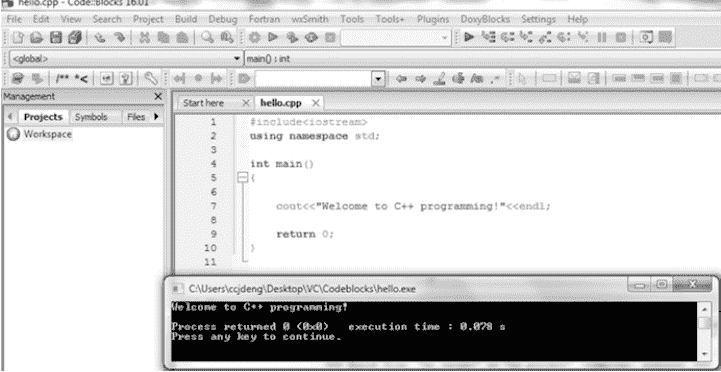 hello.cpp - Code::Blocks 16.01
File Edit View Search Project Build Debug Fortran wxSmith Tools Tools+ Plugins DoxyBlocks Settings Help
<global> main() : int
/** *<
Management
Projects Symbols Files
Workspace
Start here hello.cpp
1 #include<iostream>
2 using namespace std;
3
4 int main()
5 {
6
7 cout<<"Welcome to C++ programming!"<<endl;
8
9 return 0;
10 }
11
C:\Users\ccjdeng\Desktop\VC\Codeblocks\hello.exe
Welcome to C++ programming!
Process returned 0 (0x0) execution time : 0.078 s
Press any key to continue.